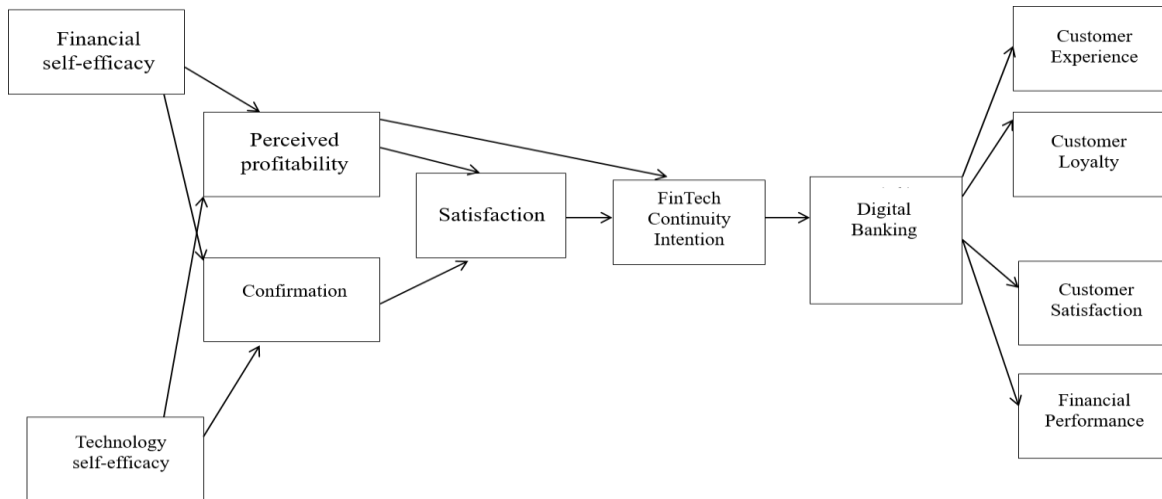 Financial
self-efficacy
Perceived
profitability
Confirmation
Technology
self-efficacy
Satisfaction
FinTech
Continuity
Intention
Digital
Banking
Customer
Experience
Customer
Loyalty
Customer
Satisfaction
Financial
Performance